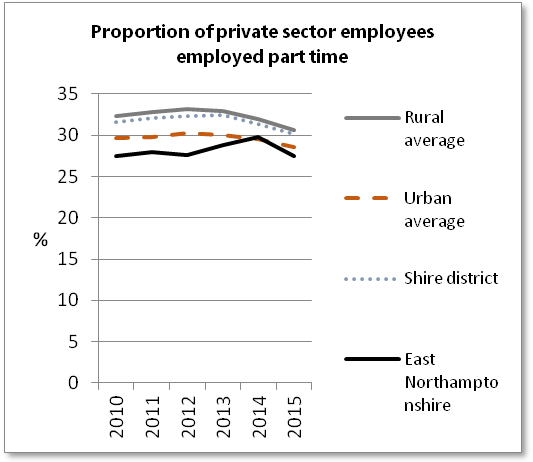 Proportion of private sector employees
employed part time
35
30
25
20
15
10
5
0
%
2010
2011
2012
2013
2014
2015
Rural
average
Urban
average
Shire district
East
Northampto
nshire